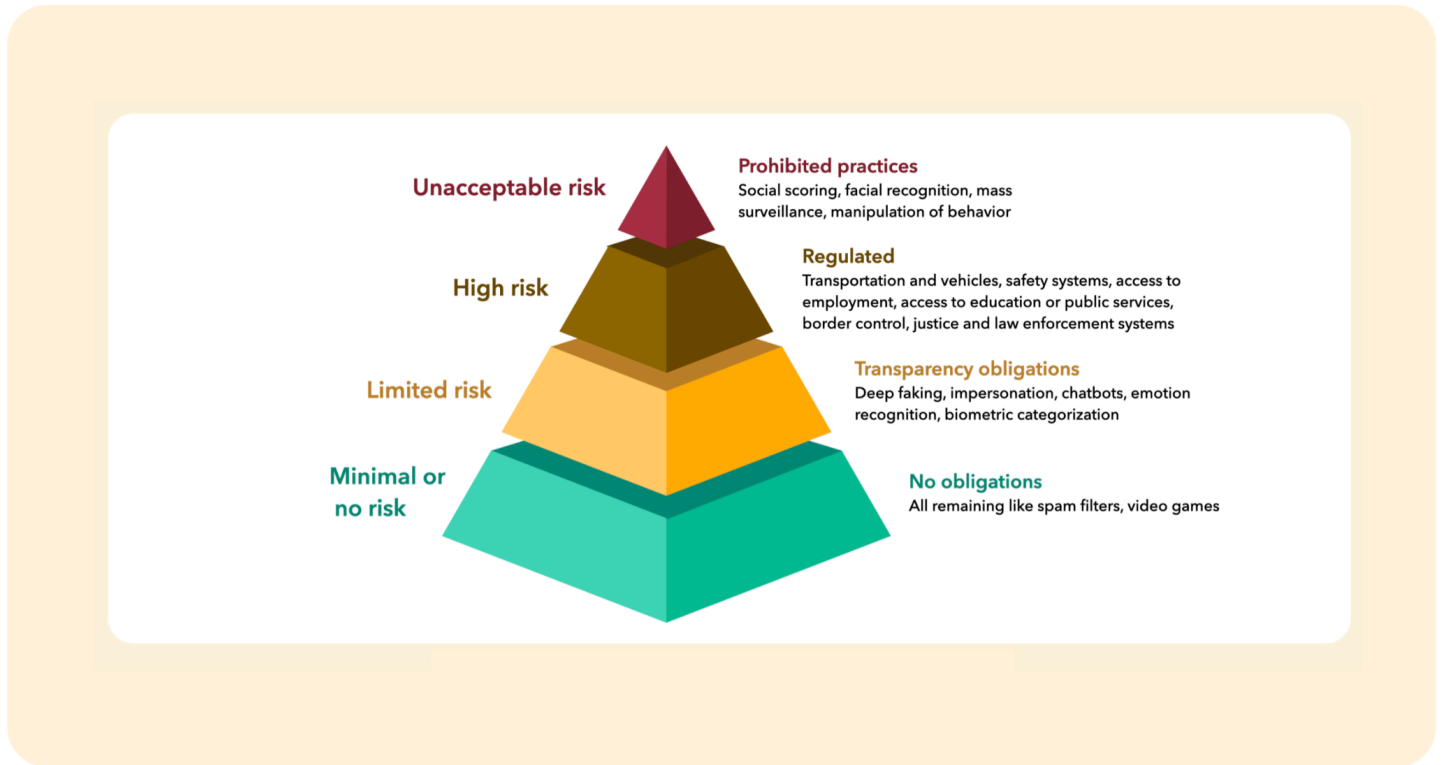 Unacceptable risk
Prohibited practices
Social scoring, facial recognition, mass
surveillance, manipulation of behavior
High risk
Regulated
Transportation and vehicles, safety systems, access to
employment, access to education or public services,
border control, justice and law enforcement systems
Limited risk
Transparency obligations
Deep faking, impersonation, chatbots, emotion
recognition, biometric categorization
Minimal or
no risk
No obligations
All remaining like spam filters, video games